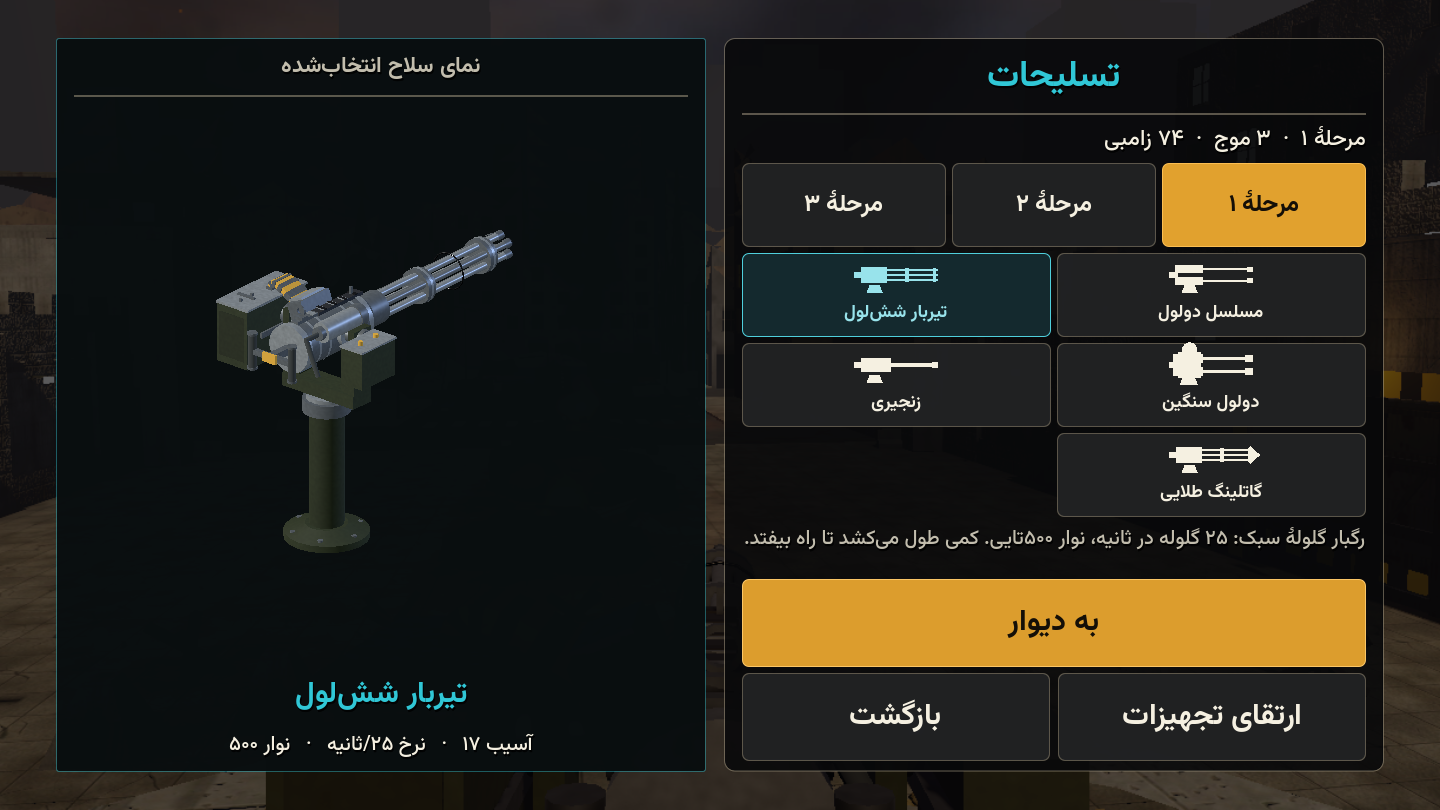 تسلیحات
مرحلهٔ ۱ · ۳ موج · ۷۴ زامبی
مرحلهٔ ۱
مرحلهٔ ۲
مرحلهٔ ۳
مسلسل دولول
تیربار شش‌لول
دولول سنگین
زنجیری
گاتلینگ طلایی
رگبار گلولهٔ سبک: ۲۵ گلوله در ثانیه، نوار ۵۰۰تایی. کمی طول می‌کشد تا راه بیفتد.
به دیوار
ارتقای تجهیزات
بازگشت
نمای سلاح انتخاب‌شده
تیربار شش‌لول
آسیب ۱۷ · نرخ ۲۵/ثانیه · نوار ۵۰۰